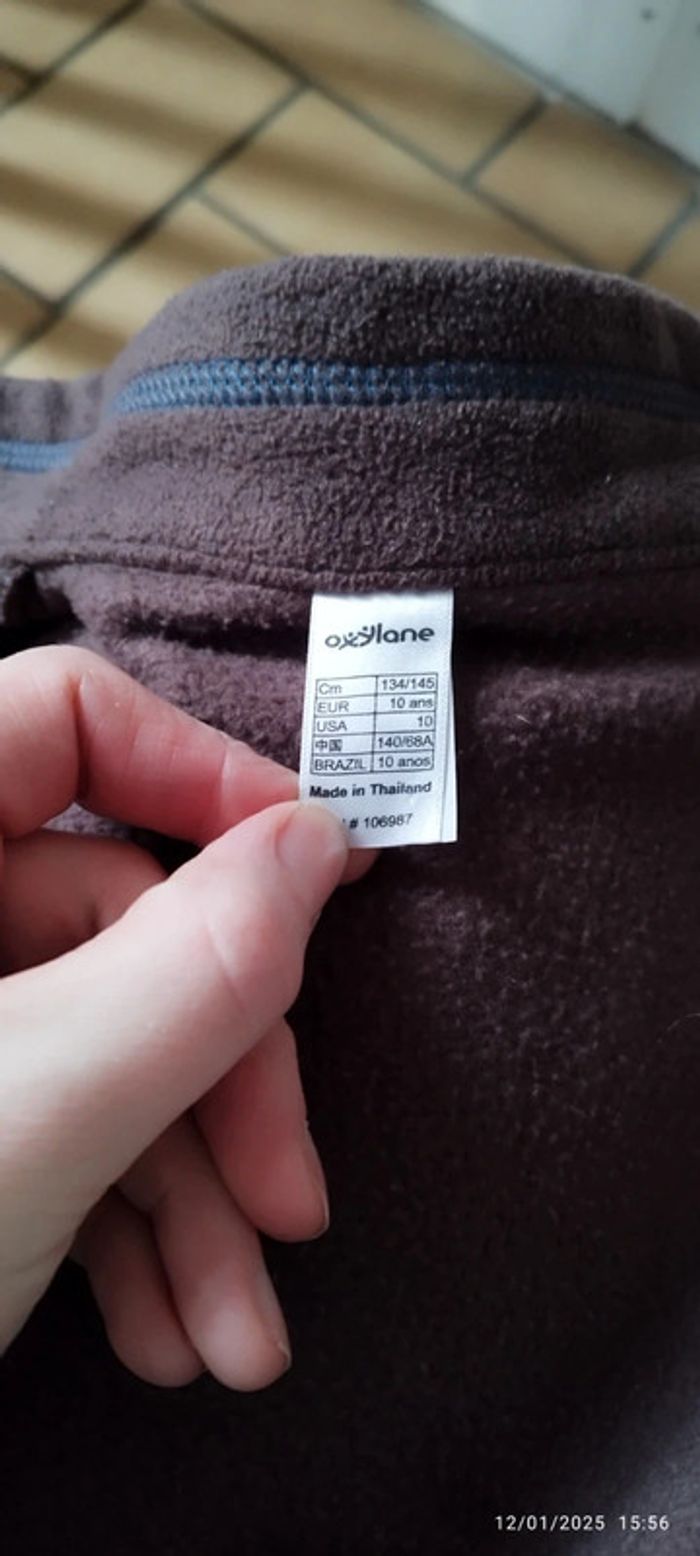 oxylane
Cm 134/145
EUR 10 ans
USA 10
中国 140/68A
BRAZIL 10 anos
Made in Thailand
# 106987
12/01/2025 15:56